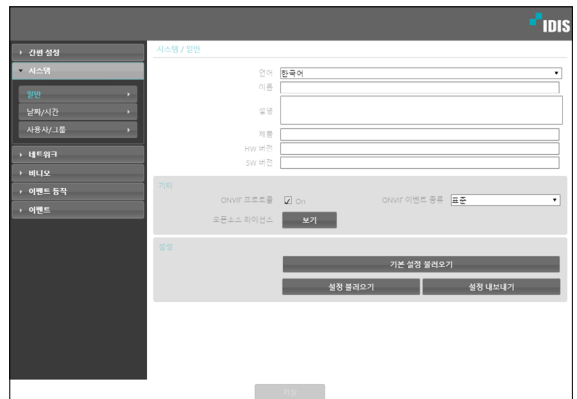 IDIS
간편 설정
시스템
일반
날짜/시간
사용자/그룹
네트워크
비디오
이벤트 동작
이벤트
시스템 / 일반
언어 한국어
이름
설명
제품
HW 버전
SW 버전
기타
ONVIF 프로토콜 On ONVIF 이벤트 종류 표준
오픈소스 라이선스 보기
설정
기본 설정 불러오기
설정 불러오기 설정 내보내기
저장